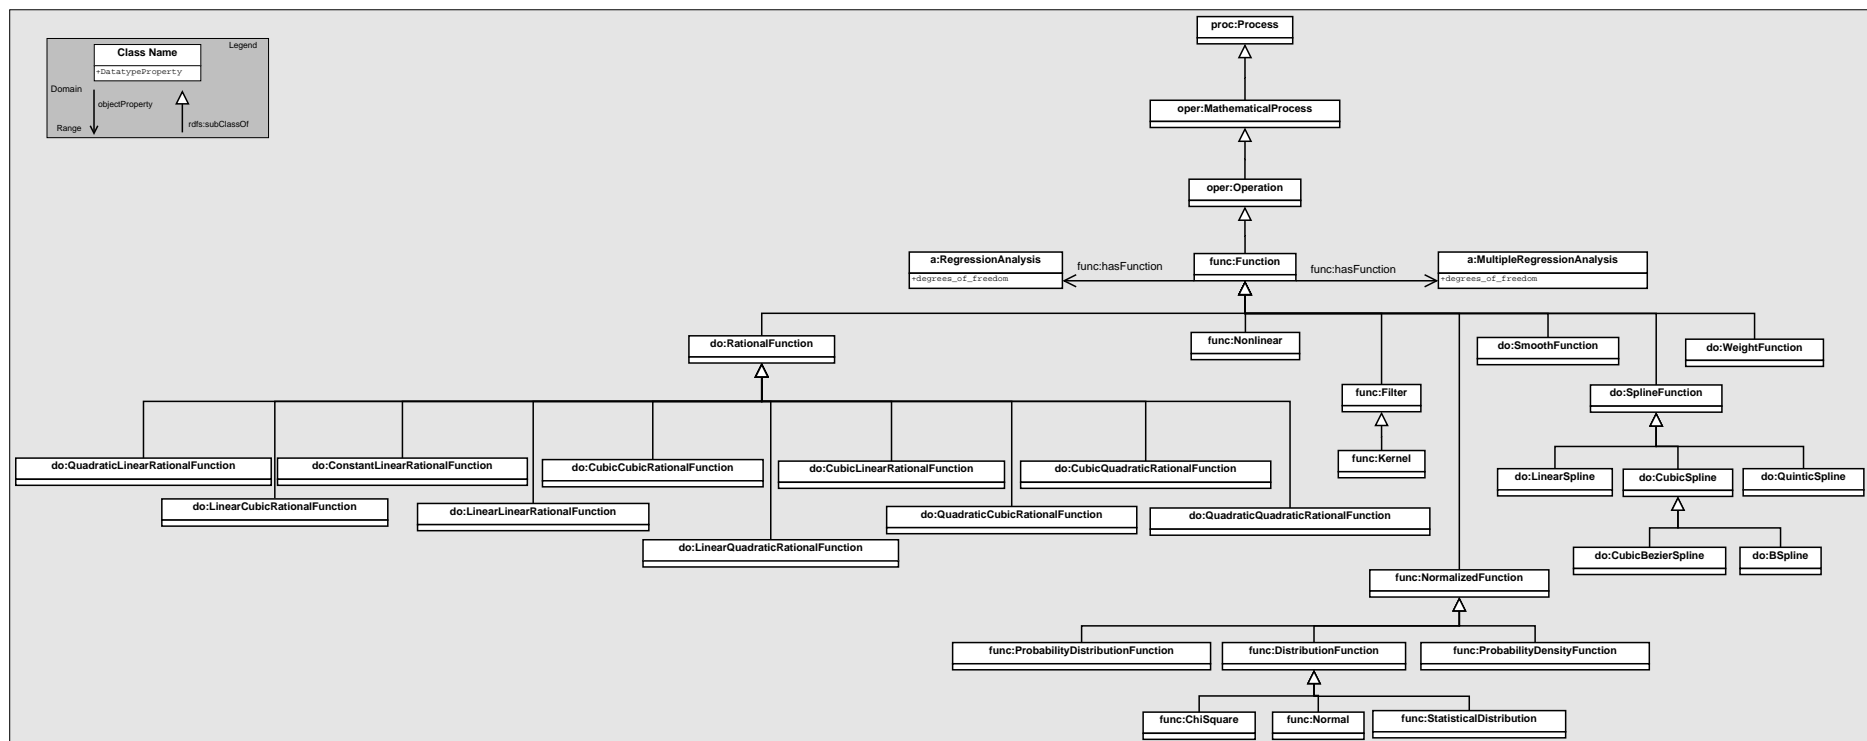 proc:Process
Legend
Class Name
+DatatypeProperty
Domain
objectProperty
Range
rdfs:subClassOf
oper:MathematicalProcess
oper:Operation
a:RegressionAnalysis
+degrees_of_freedom
func:hasFunction
func:Function
func:hasFunction
a:MultipleRegressionAnalysis
+degrees_of_freedom
do:RationalFunction
func:Nonlinear
do:SmoothFunction
do:WeightFunction
func:Filter
do:SplineFunction
func:Kernel
do:QuadraticLinearRationalFunction
do:ConstantLinearRationalFunction
do:CubicCubicRationalFunction
do:CubicLinearRationalFunction
do:CubicQuadraticRationalFunction
do:LinearSpline
do:CubicSpline
do:QuinticSpline
do:LinearCubicRationalFunction
do:LinearLinearRationalFunction
do:QuadraticCubicRationalFunction
do:QuadraticQuadraticRationalFunction
do:LinearQuadraticRationalFunction
do:CubicBezierSpline
do:BSpline
func:NormalizedFunction
func:ProbabilityDistributionFunction
func:DistributionFunction
func:ProbabilityDensityFunction
func:ChiSquare
func:Normal
func:StatisticalDistribution